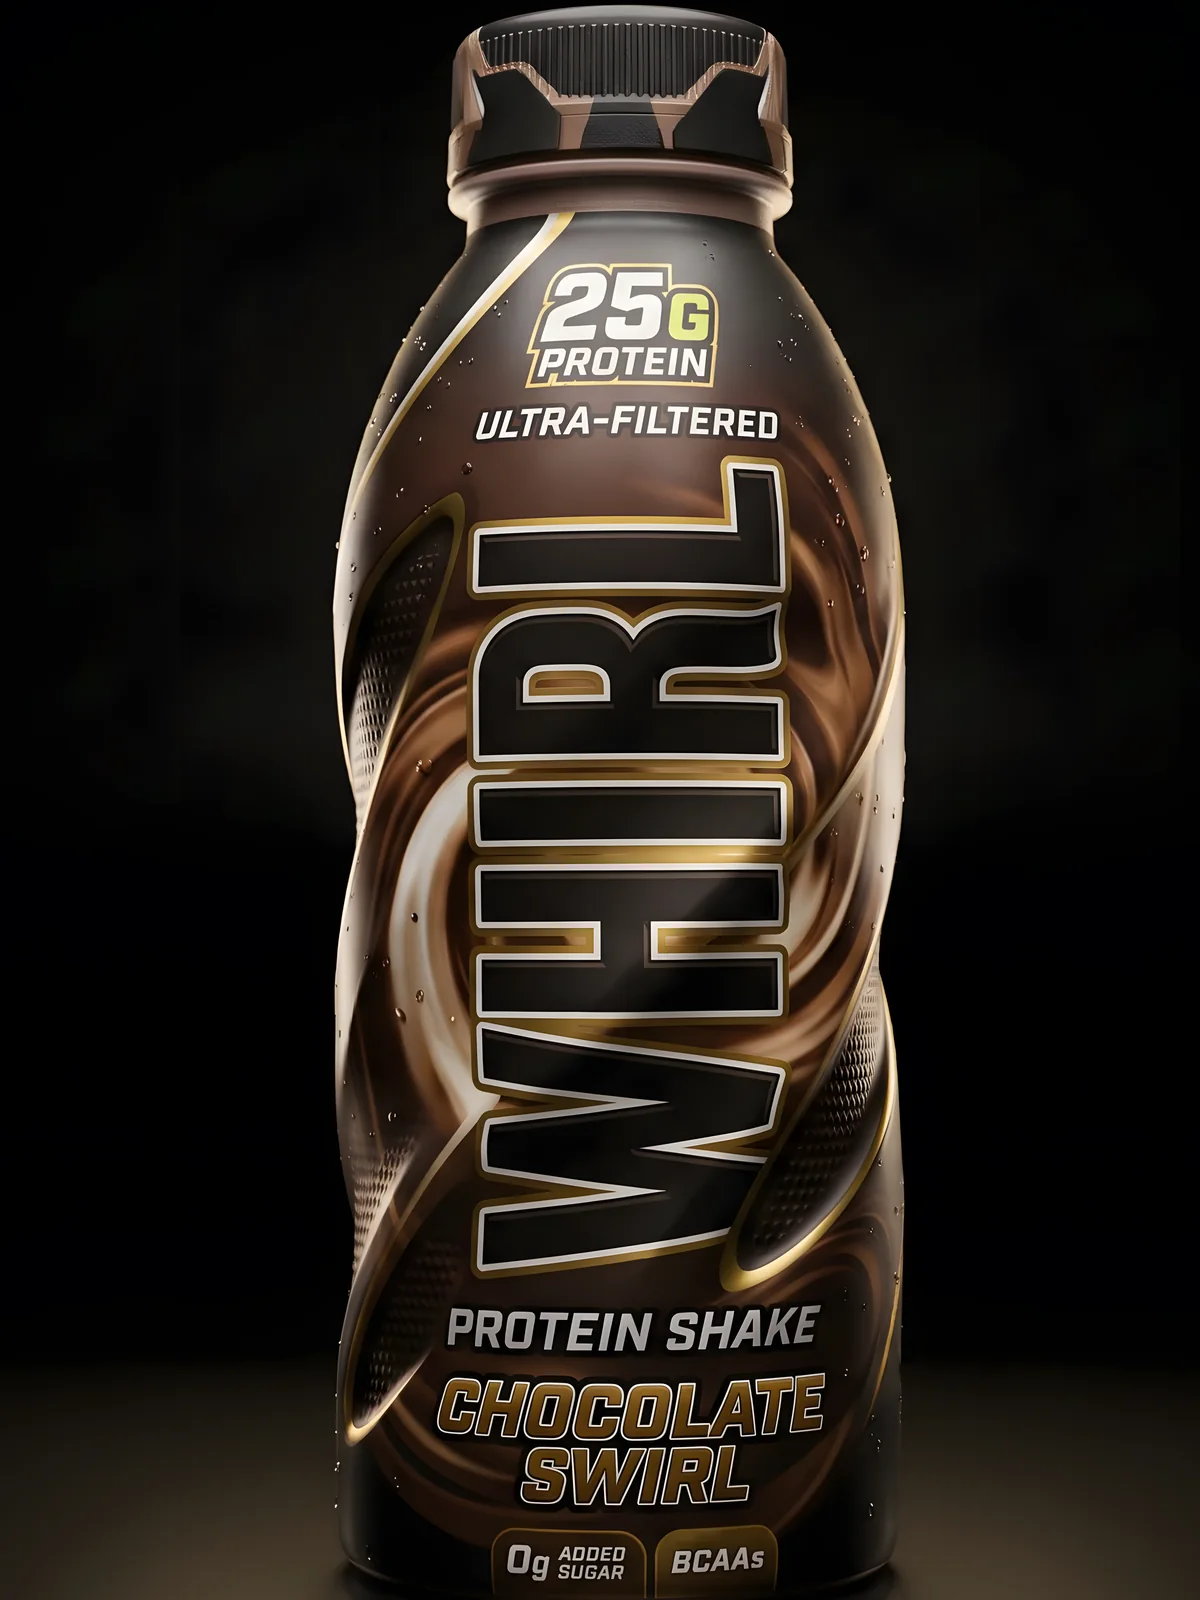 25G
PROTEIN
ULTRA-FILTERED
WHIRL
PROTEIN SHAKE
CHOCOLATE
SWIRL
0g ADDED
SUGAR
BCAAs